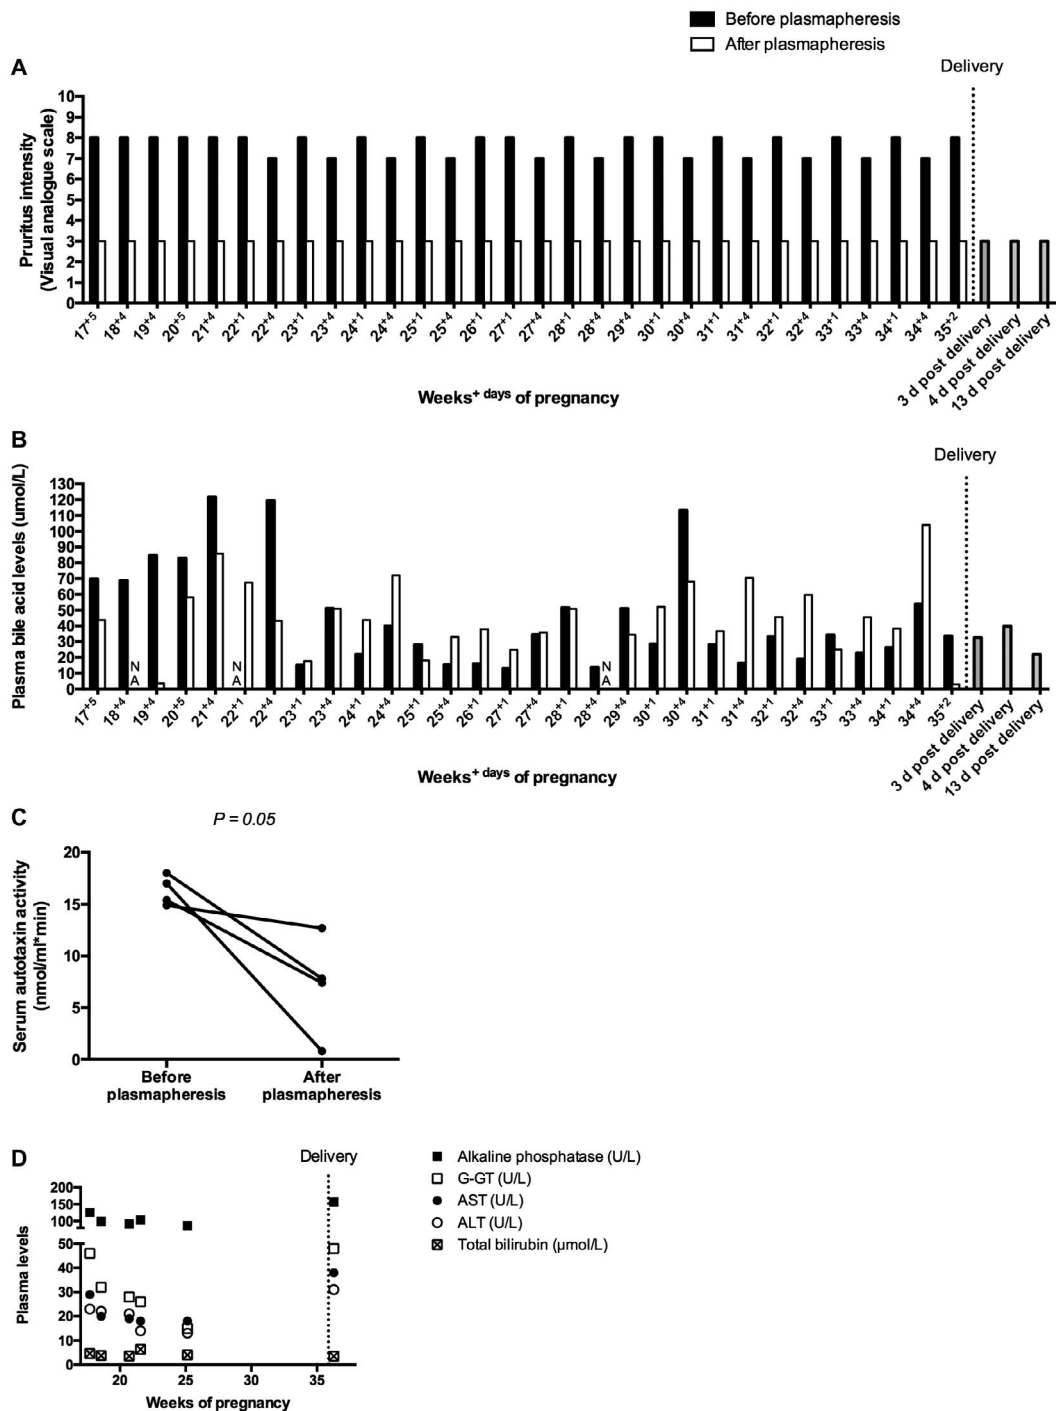 Before plasmapheresis
After plasmapheresis
A
Delivery
Pruritus intensity
(Visual analogue scale)
10
9
8
7
6
5
4
3
2
1
0
17+5
18+4
19+4
20+5
21+4
22+1
22+4
23+1
23+4
24+1
24+4
25+1
25+4
26+1
27+1
27+4
28+1
28+4
29+4
30+1
30+4
31+1
31+4
32+1
32+4
33+1
33+4
34+1
34+4
35+2
3 d post delivery
4 d post delivery
13 d post delivery
Weeks+ days of pregnancy
B
Delivery
Plasma bile acid levels (umol/L)
130
120
110
100
90
80
70
60
50
40
30
20
10
0
N
A
N
A
N
A
17+5
18+4
19+4
20+5
21+4
22+1
22+4
23+1
23+4
24+1
24+4
25+1
25+4
26+1
27+1
27+4
28+1
28+4
29+4
30+1
30+4
31+1
31+4
32+1
32+4
33+1
33+4
34+1
34+4
35+2
3 d post delivery
4 d post delivery
13 d post delivery
Weeks+ days of pregnancy
C
P = 0.05
Serum autotaxin activity
(nmol/ml*min)
20
15
10
5
0
Before
plasmapheresis
After
plasmapheresis
D
Delivery
Alkaline phosphatase (U/L)
G-GT (U/L)
AST (U/L)
ALT (U/L)
Total bilirubin (µmol/L)
Plasma levels
200
150
100
50
40
30
20
10
0
20
25
30
35
Weeks of pregnancy